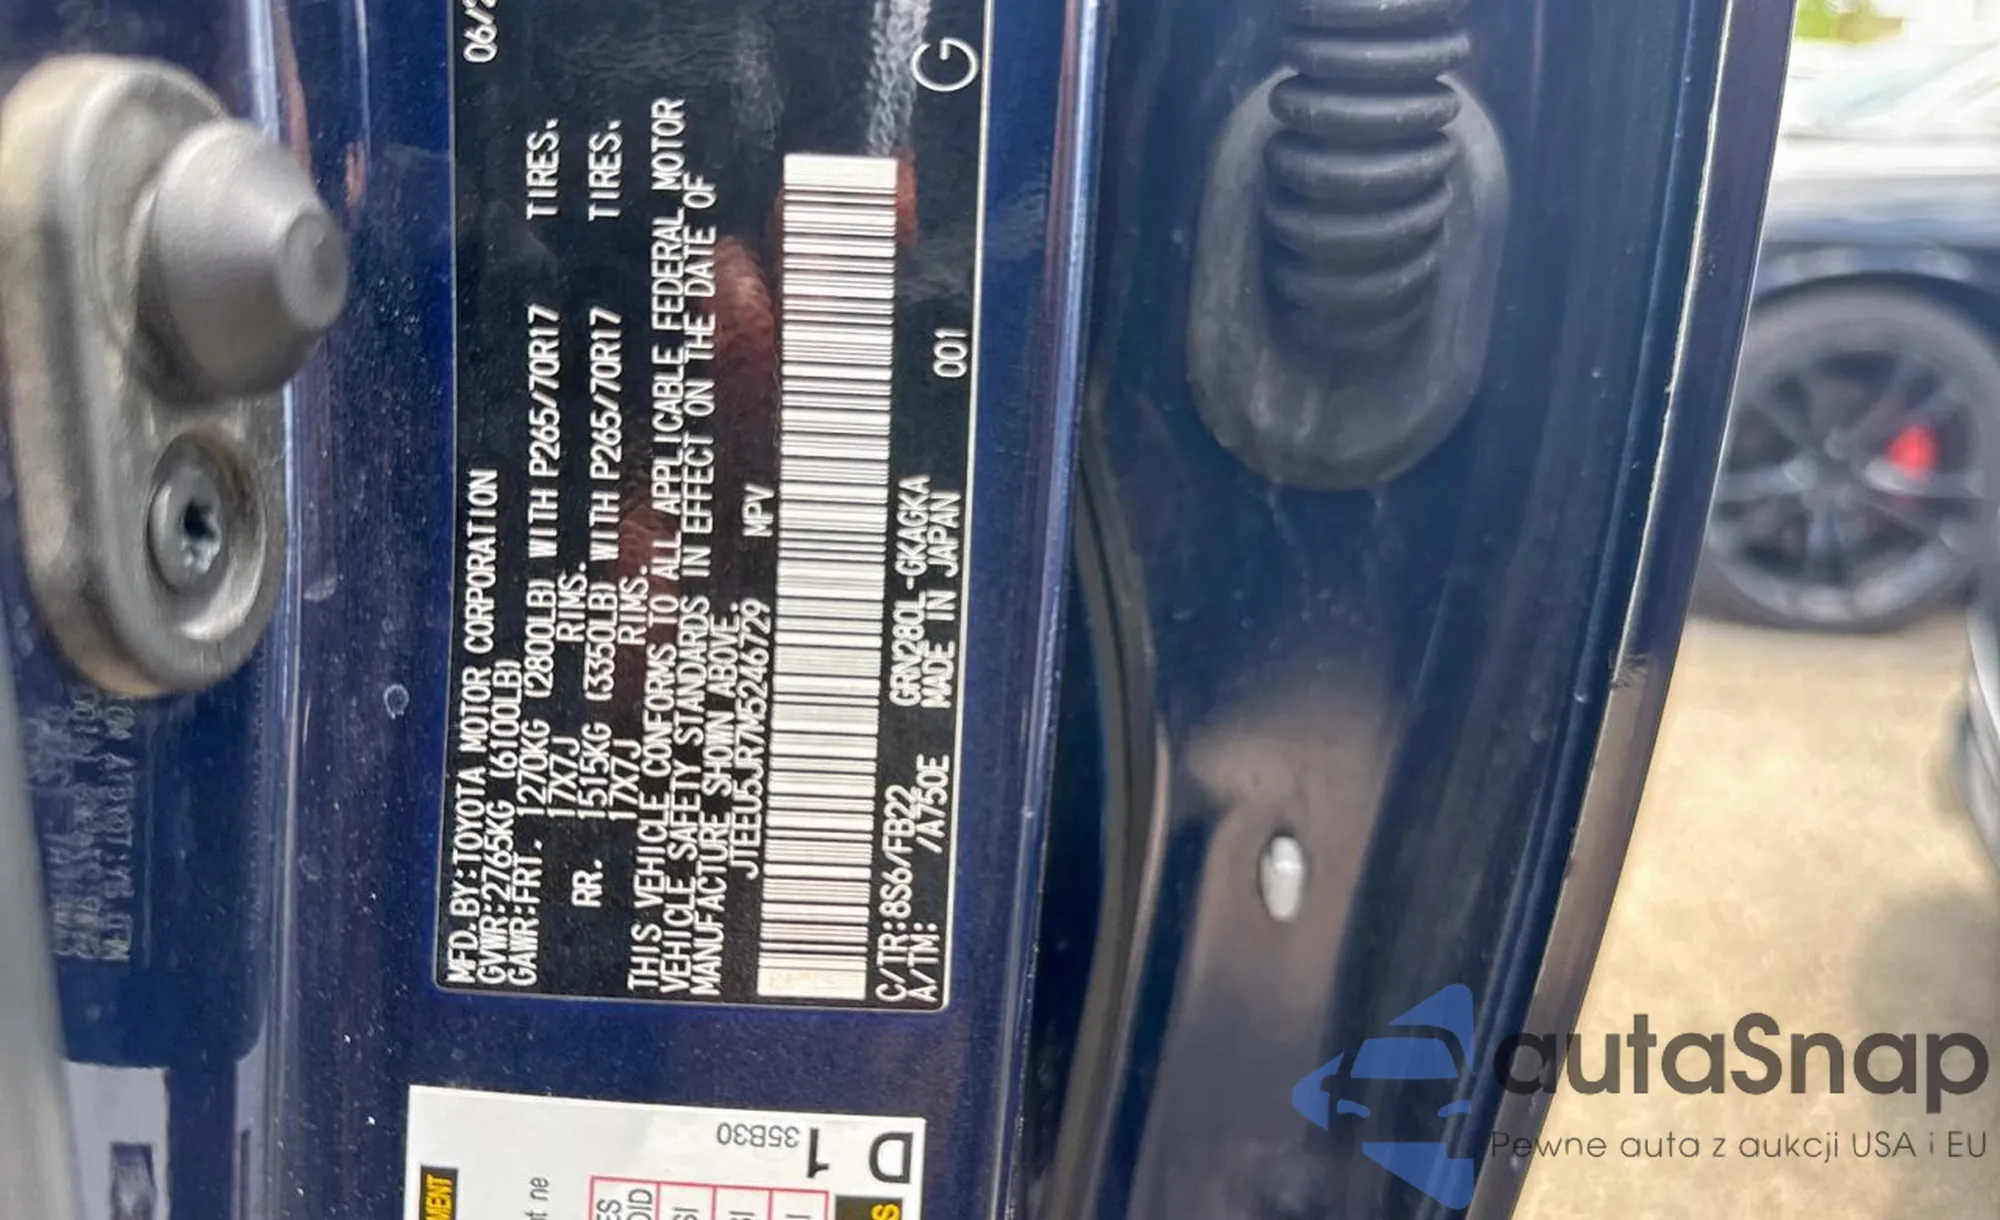 MFD.BY:TOYOTA MOTOR CORPORATION 06/2
GVWR:2765KG (6100LB)
GAWR:FRT. 1270KG (2800LB) WITH P265/70R17 TIRES.
17X7J RIMS.
RR. 1515KG (3350LB) WITH P265/70R17 TIRES.
17X7J RIMS.
THIS VEHICLE CONFORMS TO ALL APPLICABLE FEDERAL MOTOR
VEHICLE SAFETY STANDARDS IN EFFECT ON THE DATE OF
MANUFACTURE SHOWN ABOVE.
JTEEU5JR7M5246729 MPV
C/TR:8S6/FB22 GRN280L-GKAGKA
A/TM: /A750E MADE IN JAPAN 001 G
35B30
D 1
autaSnap
Pewne auta z aukcji USA i EU